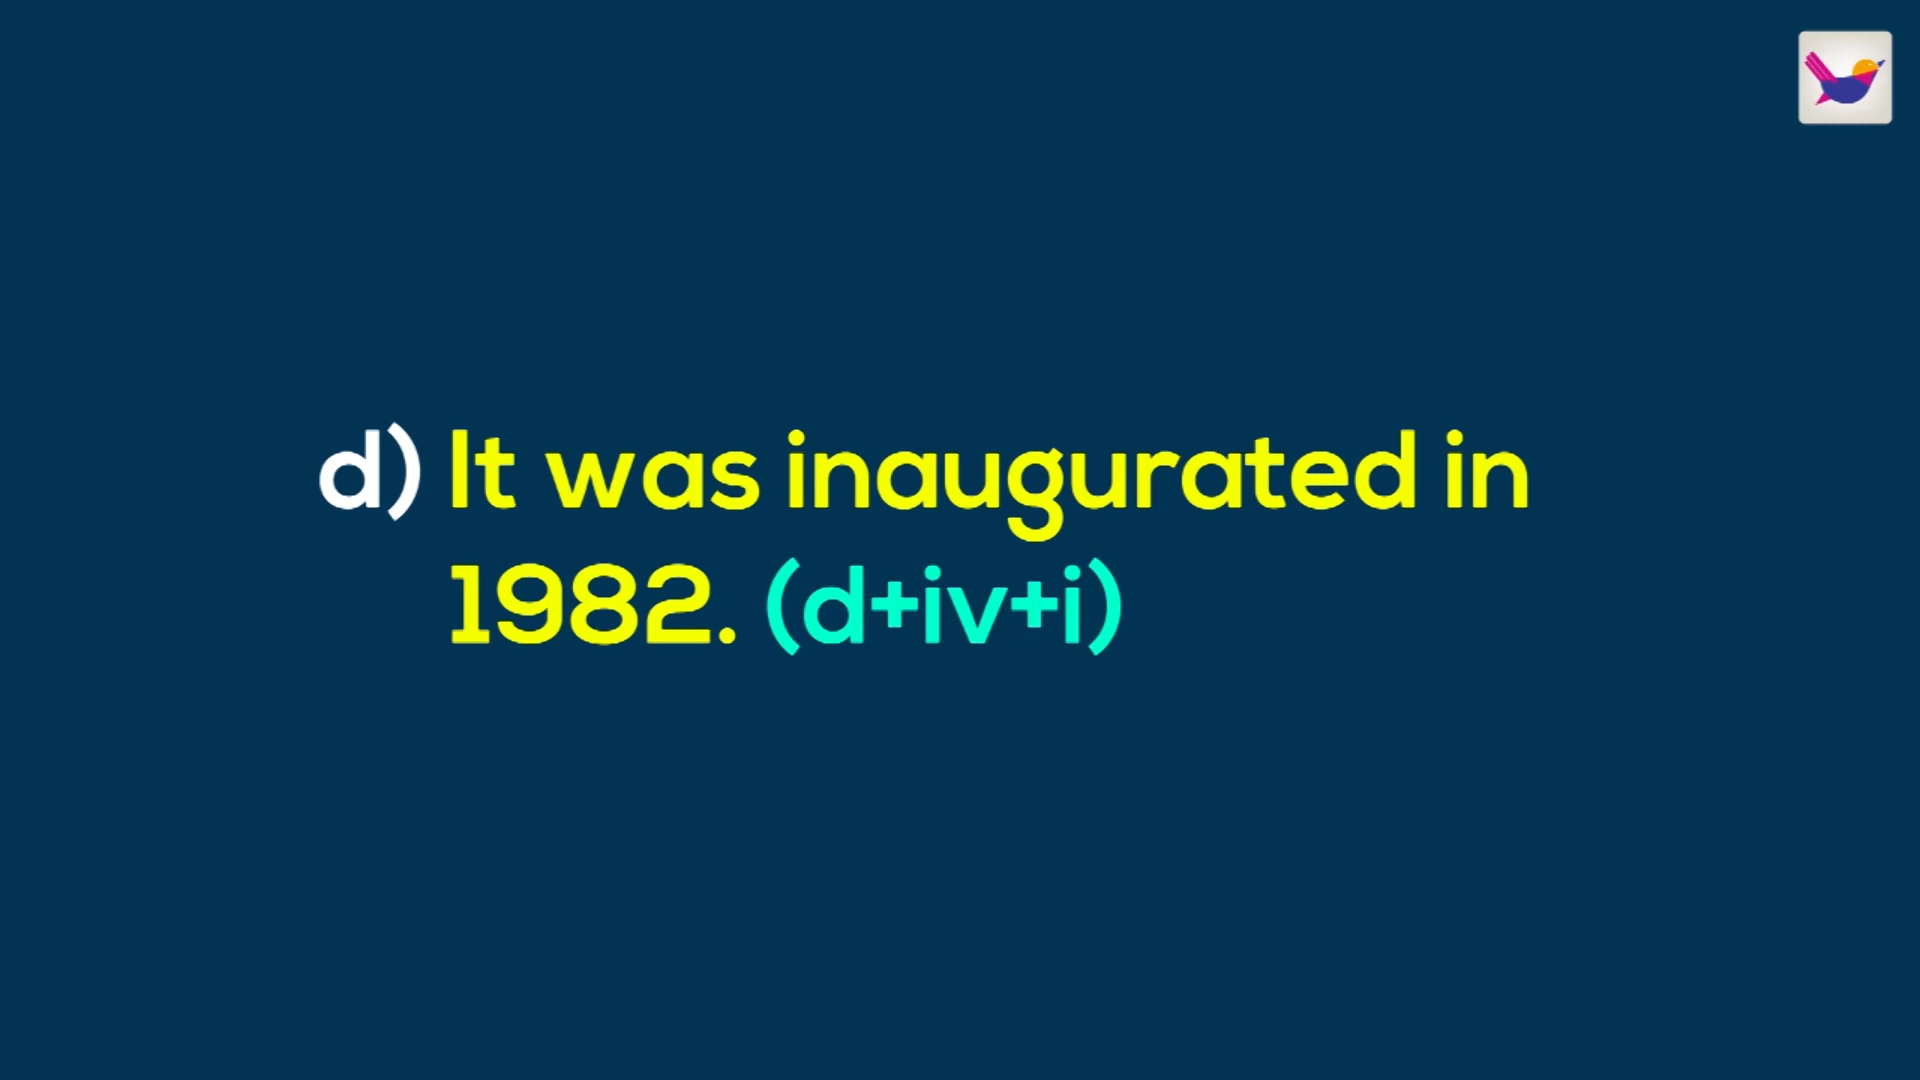 d) It was inaugurated in
1982. (d+iv+i)